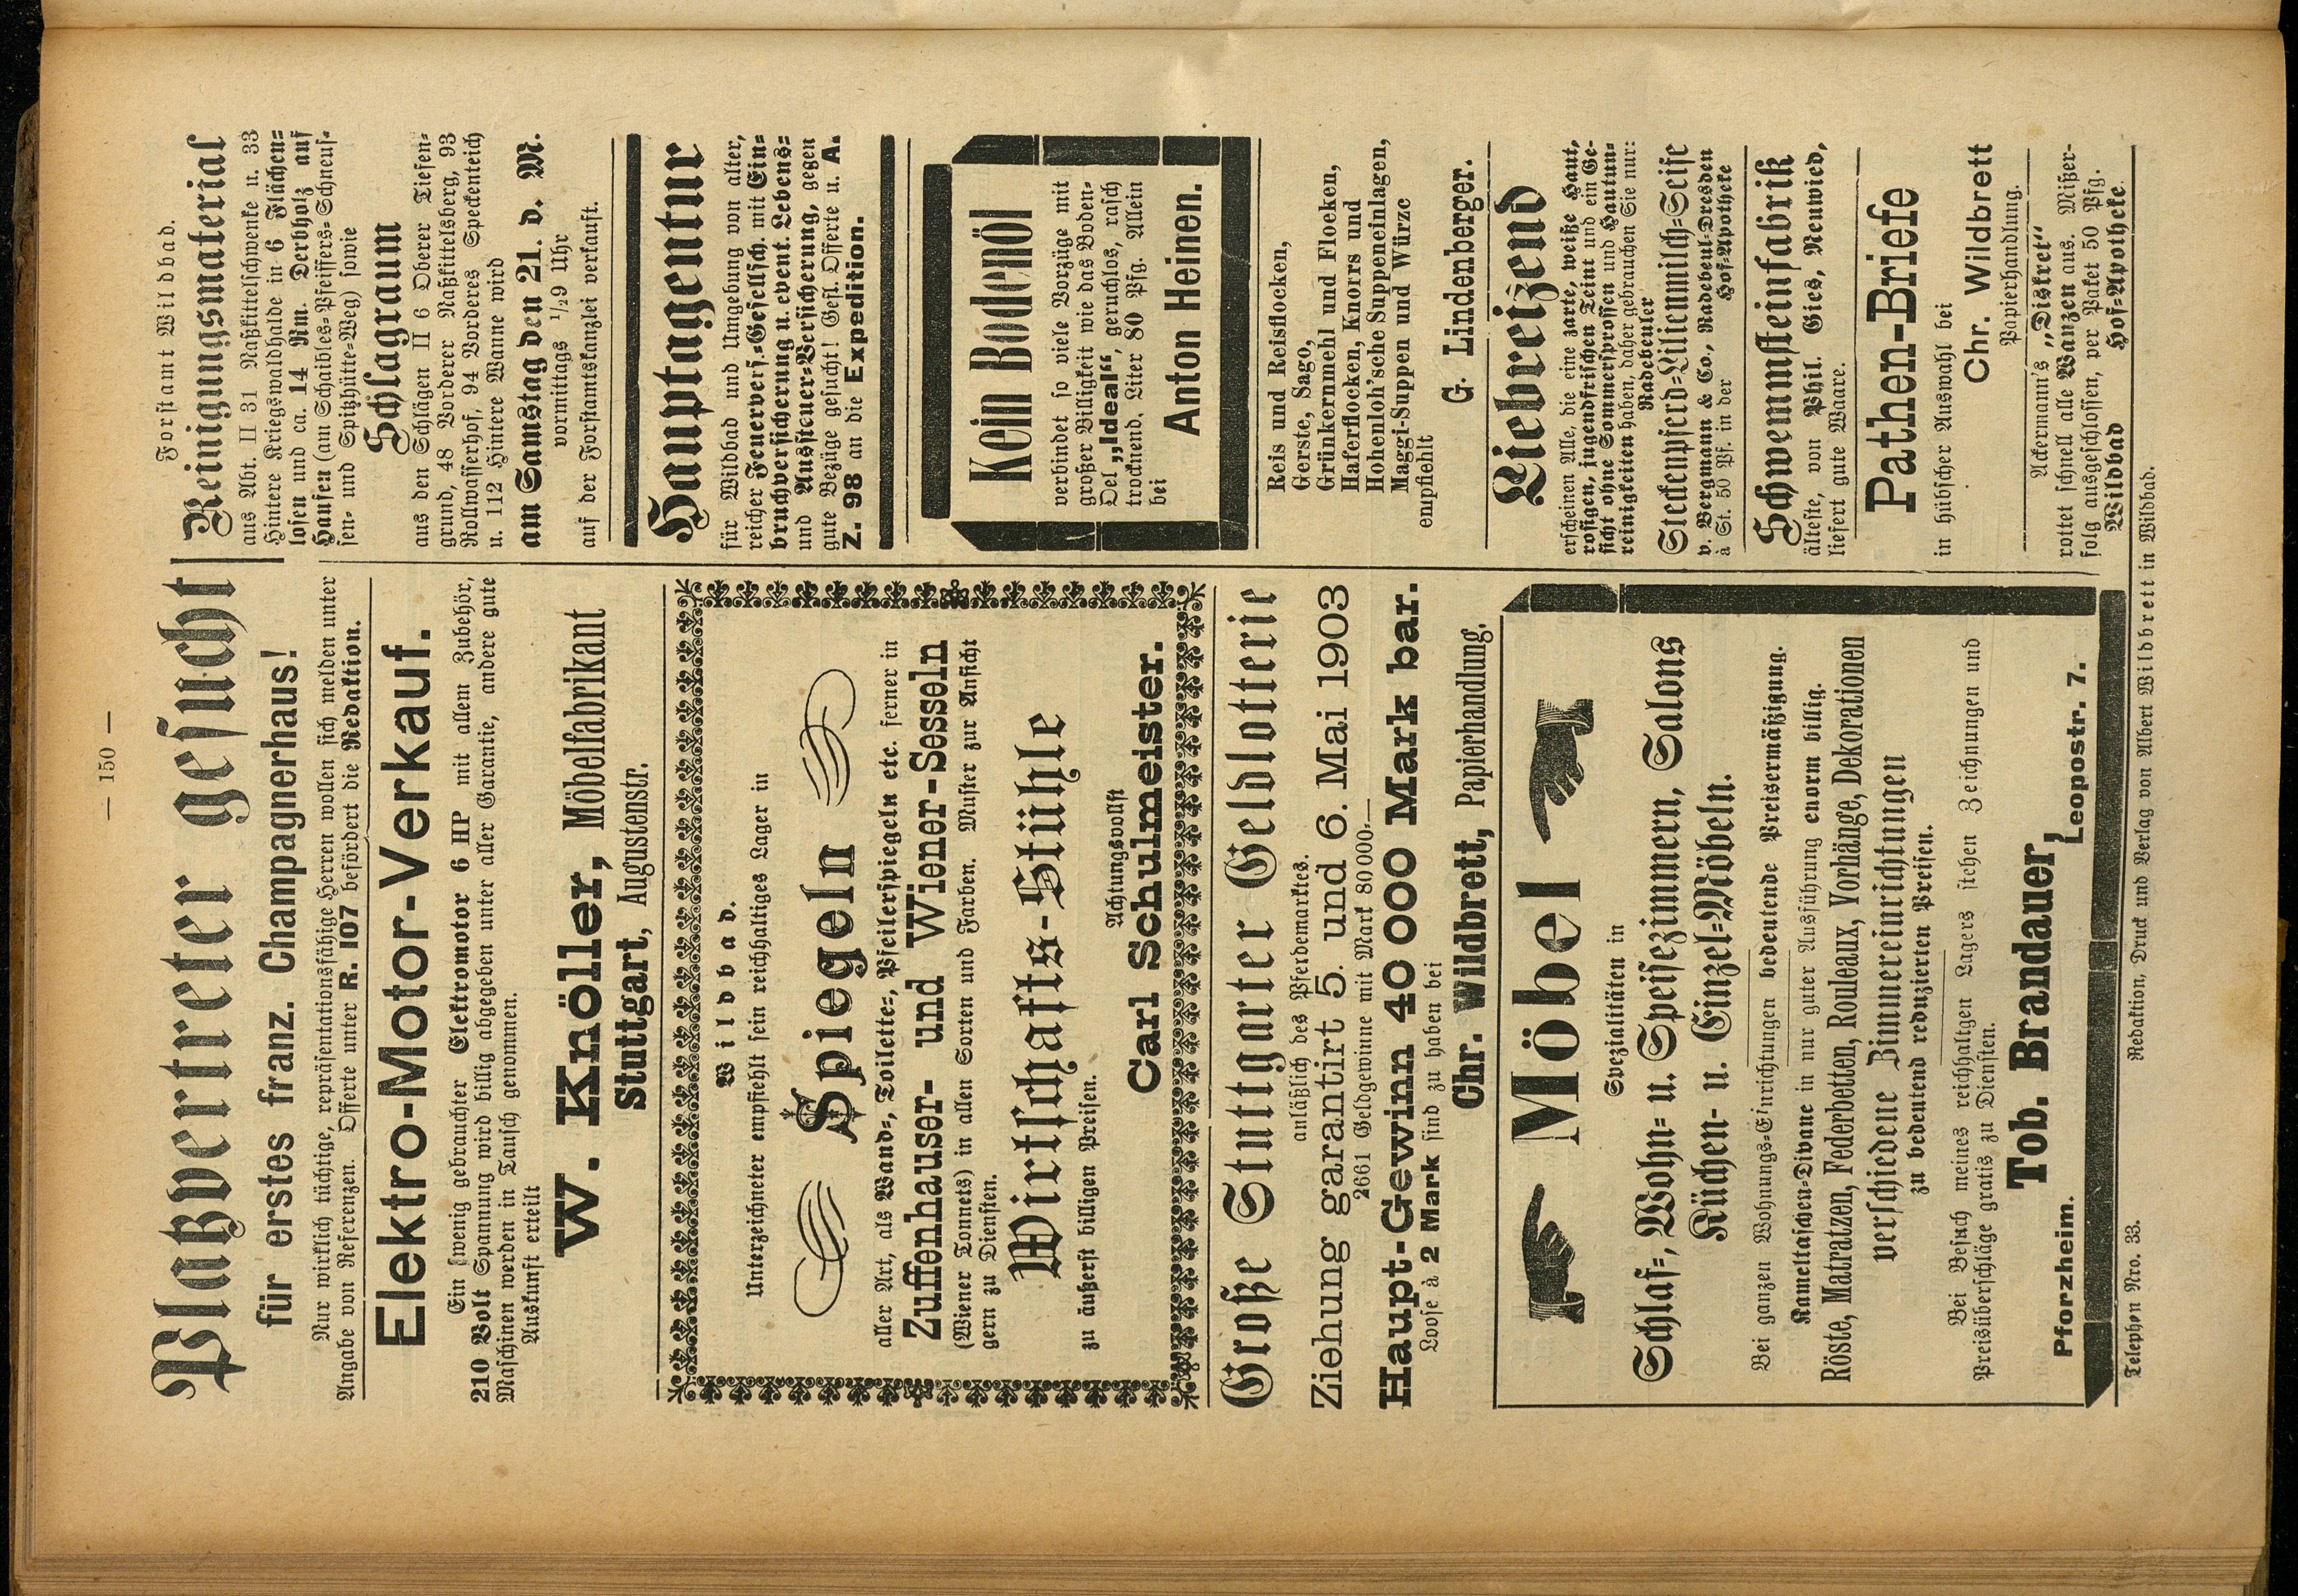 — 150 —
Platzvertreter gesucht
für erstes franz. Champagnerhaus!
Nur wirklich tüchtige, repräsentationsfähige Herren wollen sich melden unter
Angabe von Referenzen. Offerte unter R. 107 befördert die Redaktion.
Elektro-Motor-Verkauf.
Ein wenig gebrauchter Elektromotor 6 HP mit allem Zubehör,
210 Volt Spannung wird billig abgegeben unter aller Garantie, andere gute
Maschinen werden in Tausch genommen.
Auskunft erteilt
W. Knöller, Möbelfabrikant
Stuttgart, Augustenstr.
Wildbad.
Unterzeichneter empfiehlt sein reichhaltiges Lager in
Spiegeln
aller Art, als Wand-, Toilette-, Pfeilerspiegeln etc. ferner in
Zuffenhauser- und Wiener-Sesseln
(Wiener Tonnets) in allen Sorten und Farben. Muster zur Ansicht
gern zu Diensten.
Wirtschafts-Stühle
zu äußerst billigen Preisen.
Achtungsvollst
Carl Schulmeister.
Große Stuttgarter Geldlotterie
anläßlich des Pferdemarktes.
Ziehung garantirt 5. und 6. Mai 1903
2661 Geldgewinne mit Mark 80 000.—
Haupt-Gewinn 40 000 Mark bar.
Loose à 2 Mark sind zu haben bei
Chr. Wildbrett, Papierhandlung.
Möbel
Spezialitäten in
Schlaf-, Wohn- u. Speisezimmern, Salons
Küchen- u. Einzel-Möbeln.
Bei ganzen Wohnungs-Einrichtungen bedeutende Preisermäßigung.
Kameltaschen-Divane in nur guter Ausführung enorm billig.
Röste, Matratzen, Federbetten, Rouleaux, Vorhänge, Dekorationen
verschiedene Zimmereinrichtungen
zu bedeutend reduzierten Preisen.
Bei Besuch meines reichhaltigen Lagers stehen Zeichnungen und
Preisüberschläge gratis zu Diensten.
Tob. Brandauer,
Pforzheim. Leopostr. 7.
Forstamt Wildbad.
Reinigungsmaterial
aus Abt. II 31 Naßkittelschwenke u. 33
Hintere Kriegswaldhalde in 6 Flächen-
losen und ca. 14 Rm. Derbholz auf
Haufen (am Schaibles-Pfeiffers-Schneus-
sen- und Spitzhütte-Weg) sowie
Schlagraum
aus den Schlägen II 6 Oberer Tiefen-
grund, 48 Vorderer Naßkittelsberg, 93
Rollwasserhof, 94 Vorderes Speckenteich
u. 112 Hintere Wanne wird
am Samstag den 21. d. M.
vormittags 1/29 Uhr
auf der Forstamtskanzlei verkauft.
Hauptagentur
für Wildbad und Umgebung von alter,
reicher Feuervers.-Gesellsch. mit Ein-
bruchversicherung u. event. Lebens-
und Aussteuer-Versicherung, gegen
gute Bezüge gesucht! Gefl. Offerte u. A.
Z. 98 an die Expedition.
Kein Bodenöl
verbindet so viele Vorzüge mit
großer Billigkeit wie das Boden-
Oel „Ideal“, geruchlos, rasch
trocknend. Liter 80 Pfg. Allein
bei
Anton Heinen.
Reis und Reisflocken,
Gerste, Sago,
Grünkernmehl und Flocken,
Haferflocken, Knorrs und
Hohenloh'sche Suppeneinlagen,
Maggi-Suppen und Würze
empfiehlt
G. Lindenberger.
Liebreizend
erscheinen Alle, die eine zarte, weiße Haut,
rosigen, jugendfrischen Teint und ein Ge-
sicht ohne Sommersprossen und Hautun-
reinigkeiten haben, daher gebrauchen Sie nur:
Radebeuler
Steckenpferd-Lilienmilch-Seife
v. Bergmann & Co., Radebeul-Dresden
à St. 50 Pf. in der Hof-Apotheke
Schwemmsteinfabrik
älteste, von Phil. Gies, Neuwied,
liefert gute Waare.
Pathen-Briefe
in hübscher Auswahl bei
Chr. Wildbrett
Papierhandlung.
Ackermann's „Diskret“
rottet schnell alle Wanzen aus. Mißer-
folg ausgeschlossen, per Paket 50 Pfg.
Wildbad Hof-Apotheke.
Telephon Nro. 33. Redaktion, Druck und Verlag von Albert Wildbrett in Wildbad.